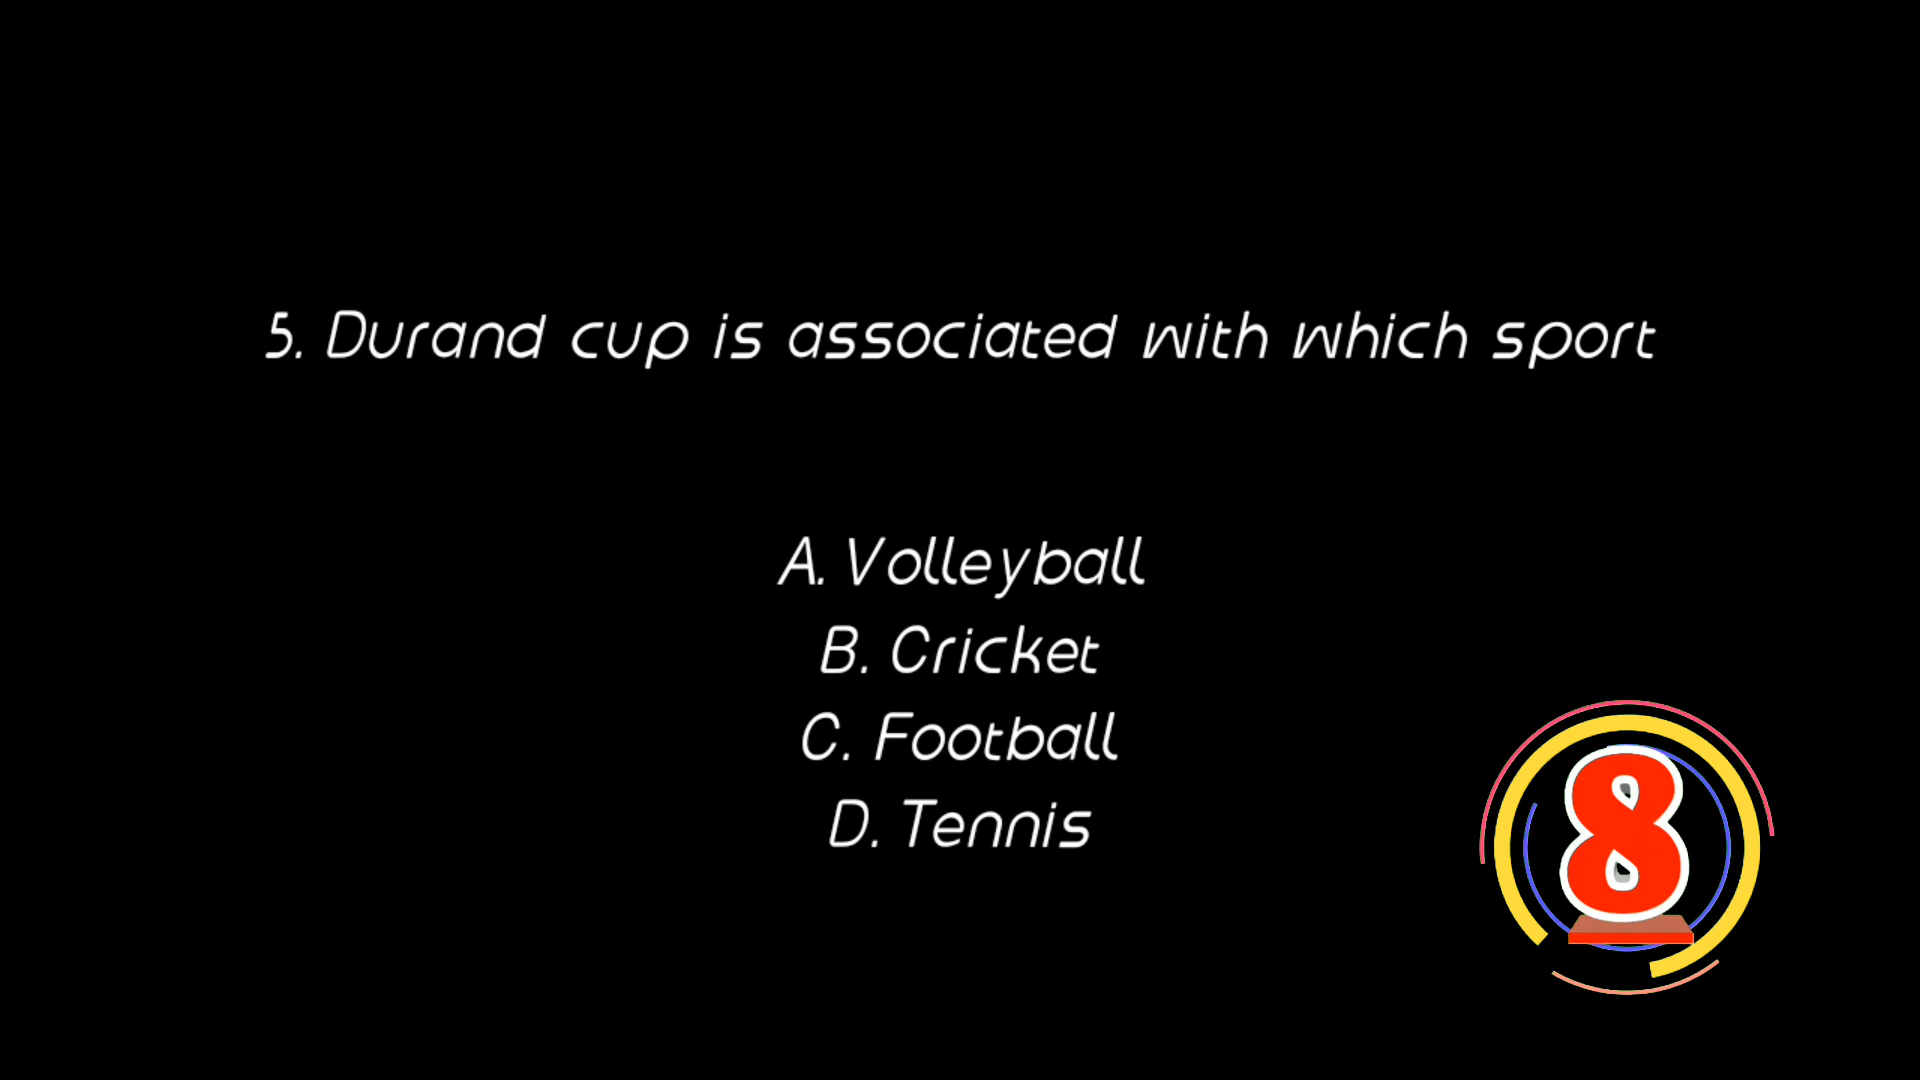 5. Durand cup is associated with which sport
A. Volleyball
B. Cricket
C. Football
D. Tennis
8